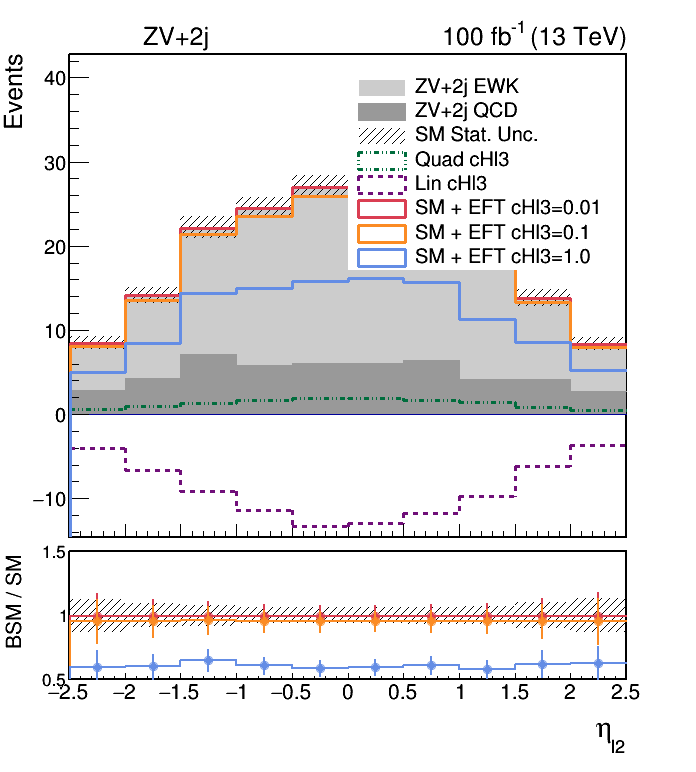 ZV+2j 100 fb-1 (13 TeV)
Events
40
30
20
10
0
−10
ZV+2j EWK
ZV+2j QCD
SM Stat. Unc.
Quad cHl3
Lin cHl3
SM + EFT cHl3=0.01
SM + EFT cHl3=0.1
SM + EFT cHl3=1.0
BSM / SM
1.5
1
0.5
−2.5 −2 −1.5 −1 −0.5 0 0.5 1 1.5 2 2.5
ηl2